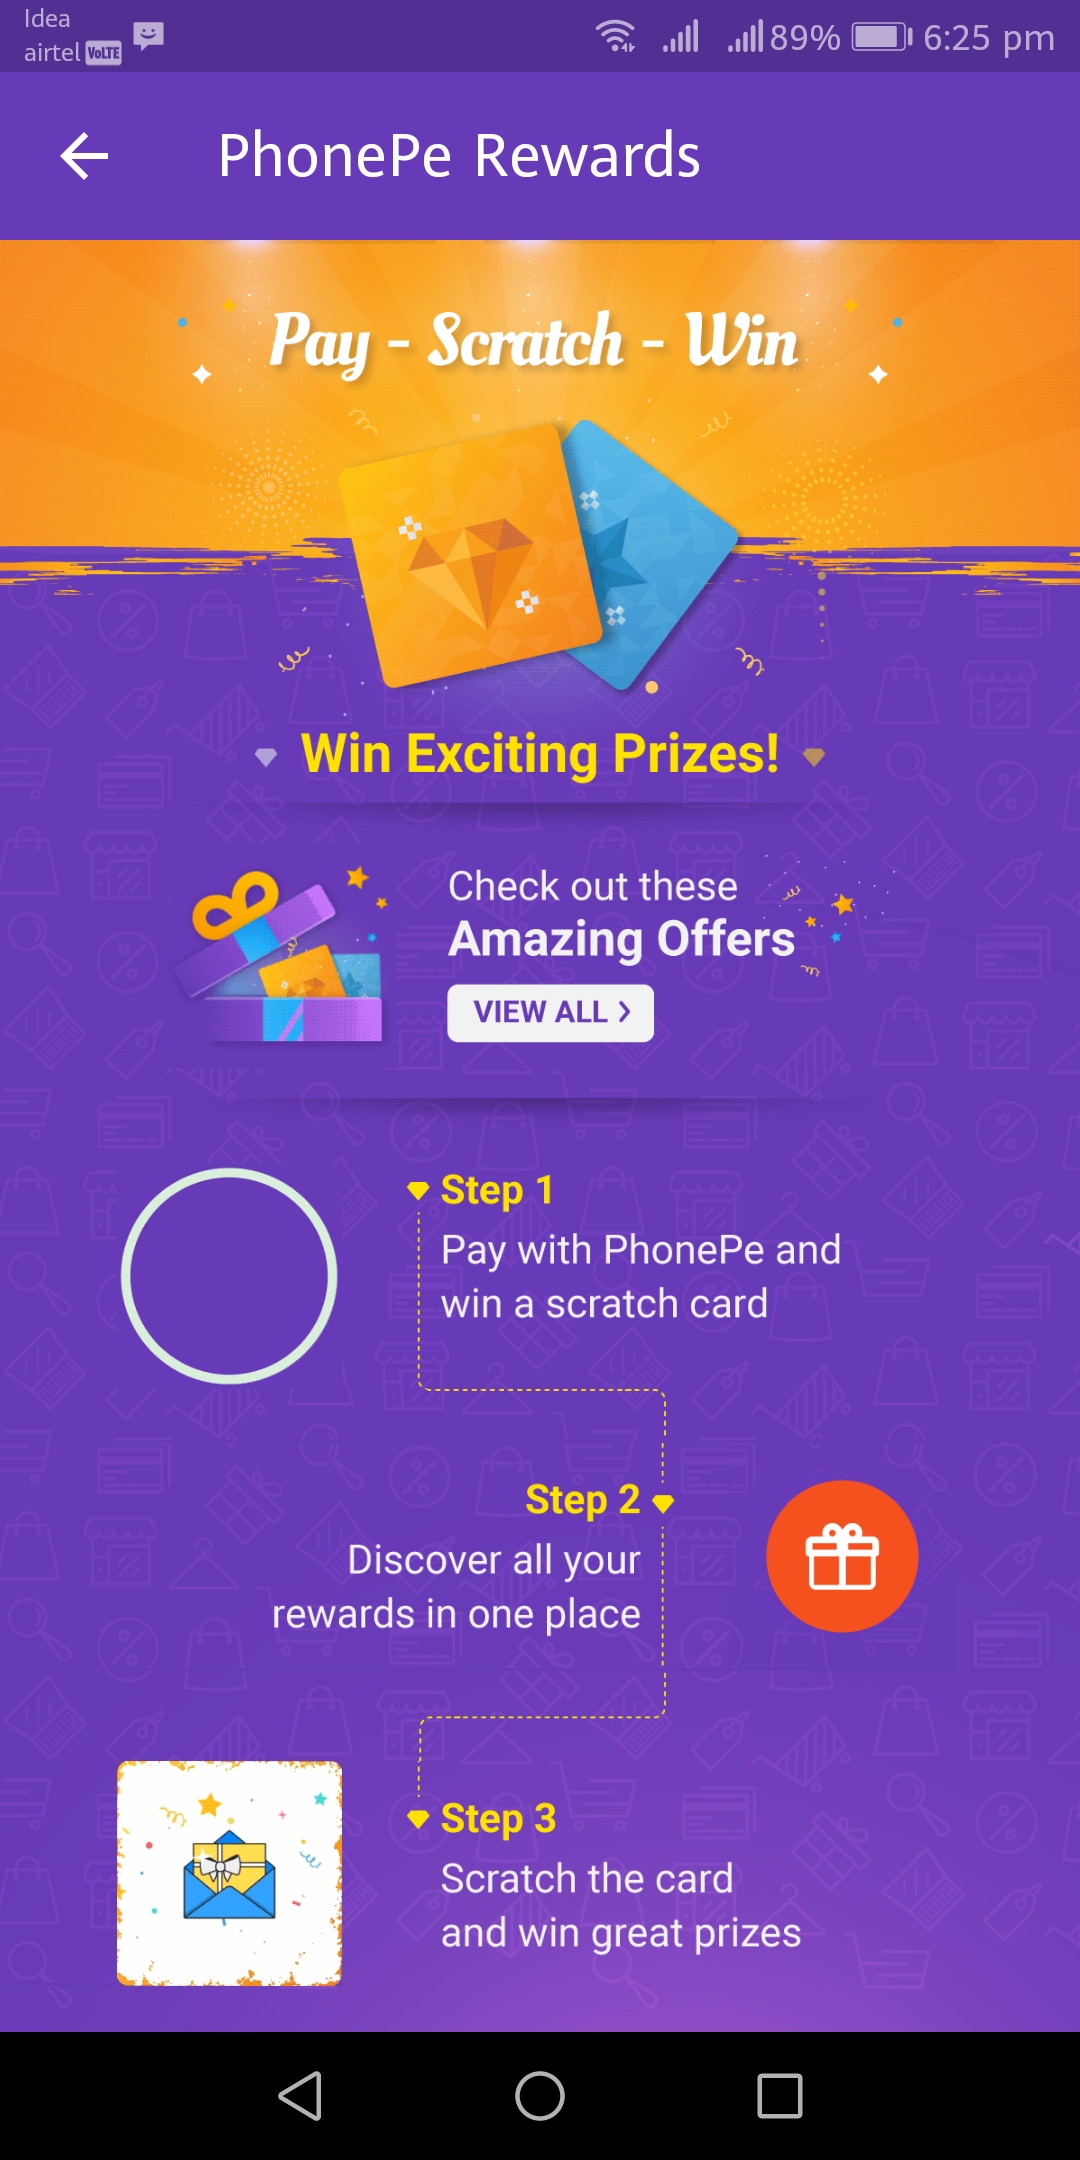 Idea
airtel VoLTE
89% 6:25 pm
PhonePe Rewards
Pay - Scratch - Win
Win Exciting Prizes!
Check out these
Amazing Offers
VIEW ALL >
Step 1
Pay with PhonePe and
win a scratch card
Step 2
Discover all your
rewards in one place
Step 3
Scratch the card
and win great prizes